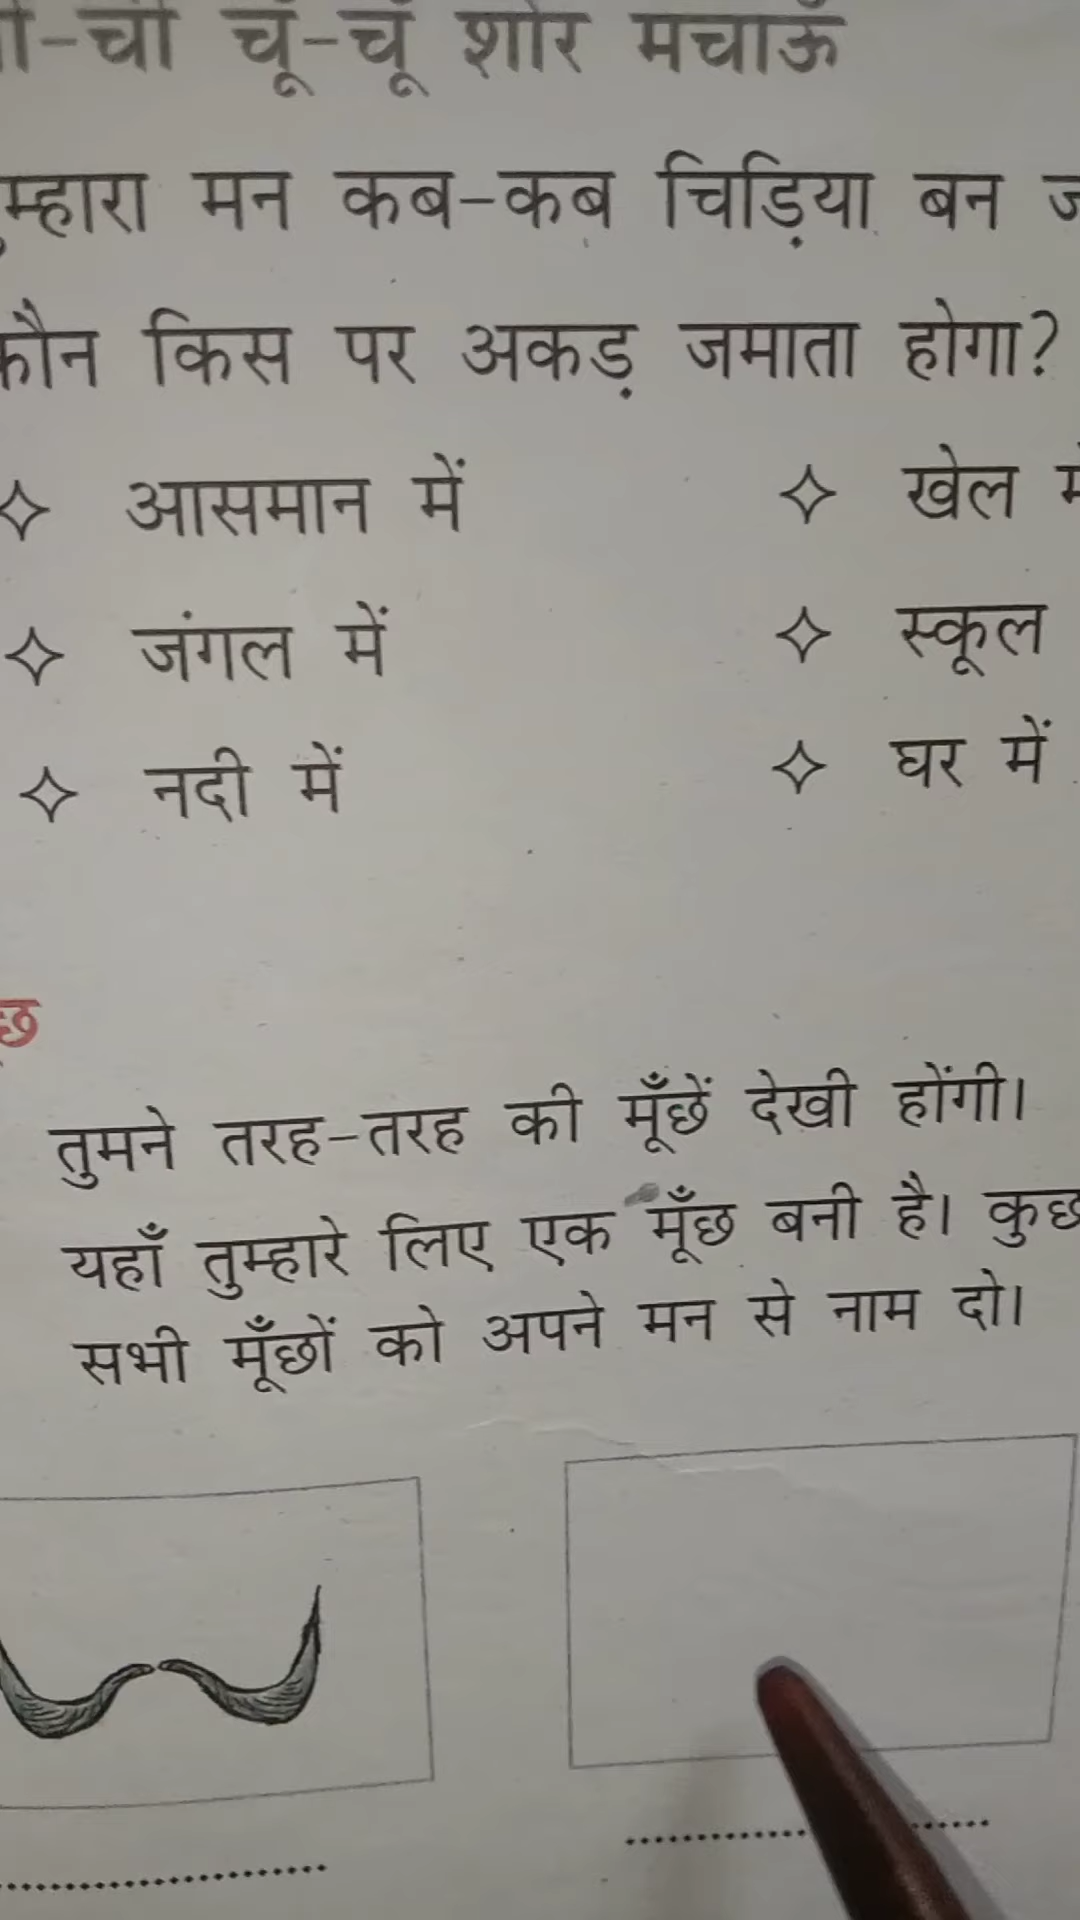 चूँ-चूँ शोर मचाऊँ
मन कब-कब चिड़िया बन
कौन किस पर अकड़ जमाता होगा?
आसमान में
खेल
जंगल में
स्कूल
नदी में
घर में
तुमने तरह-तरह की मूँछें देखी होंगी।
यहाँ तुम्हारे लिए एक मूँछ बनी है। कुछ
सभी मूँछों को अपने मन से नाम दो।